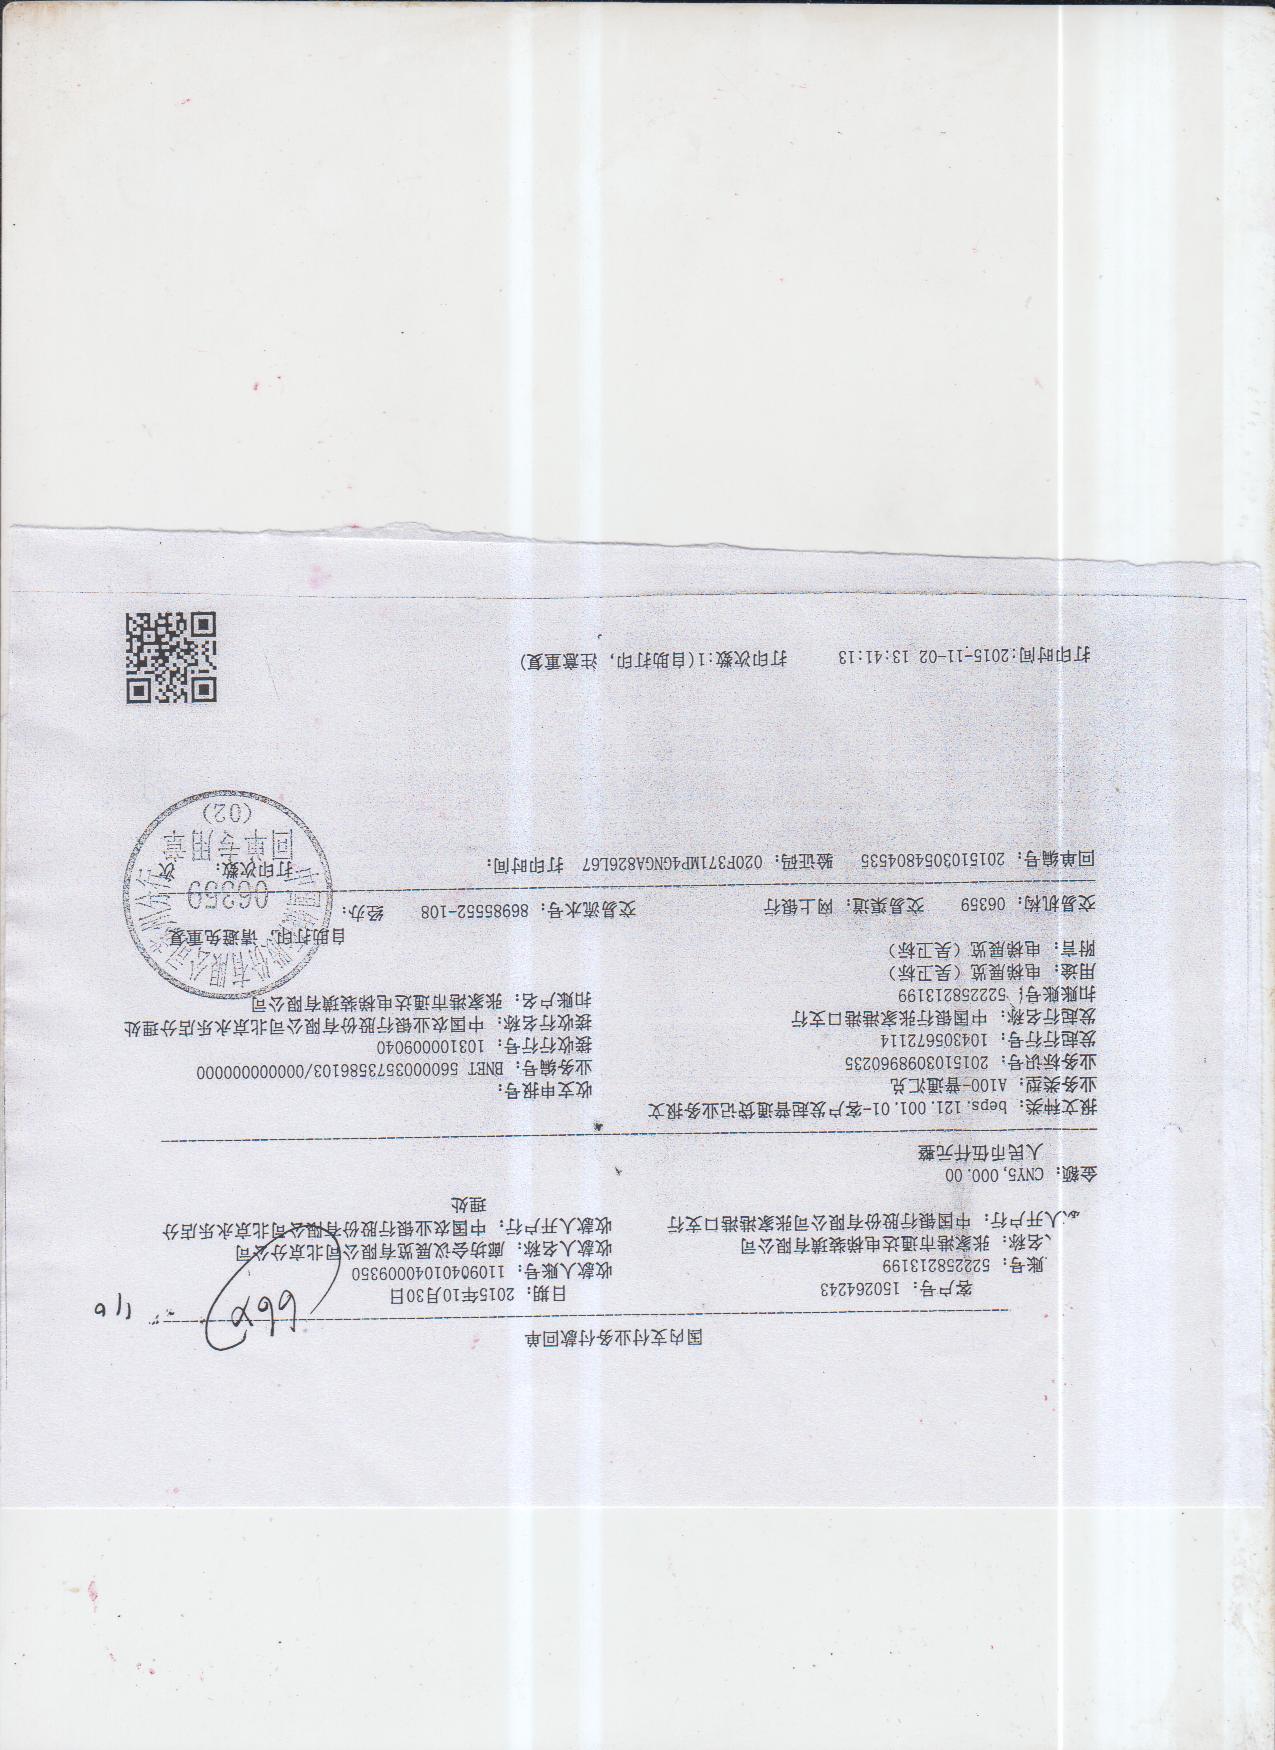 国内支付业务付款回单
客户号：150264243 日期：2015年10月30日
账号：522258213199 收款人账号：11090401040009350
名称：张家港市通达电梯装璜有限公司 收款人名称：廊坊会议展览有限公司北京分公司
人开户行：中国银行股份有限公司张家港港口支行 收款人开户行：中国农业银行股份有限公司北京永乐店分
理处
金额：CNY5,000.00
人民币伍仟元整
报文种类：beps.121.001.01-客户发起普通贷记业务报文
业务类型：A100-普通汇兑 收支申报号：
业务标识号：2015103098960235 业务编号：BNET 5600003573586103/000000000000
发起行行号：104305672114 接收行行号：103100009040
发起行名称：中国银行张家港港口支行 接收行名称：中国农业银行股份有限公司北京永乐店分理处
扣账账号：522258213199 扣账户名：张家港市通达电梯装璜有限公司
用途：电梯展览（吴卫标）
附言：电梯展览（吴卫标） 自助打印，请避免重复
交易机构：06359 交易渠道：网上银行 交易流水号：86985552-108 经办：
回单编号：2015103054804535 验证码：020F371MP4GNGA826L67 打印时间： 打印次数： 次
06359
回单专用章
(02)
打印时间:2015-11-02 13:41:13 打印次数:1(自助打印，注意重复)